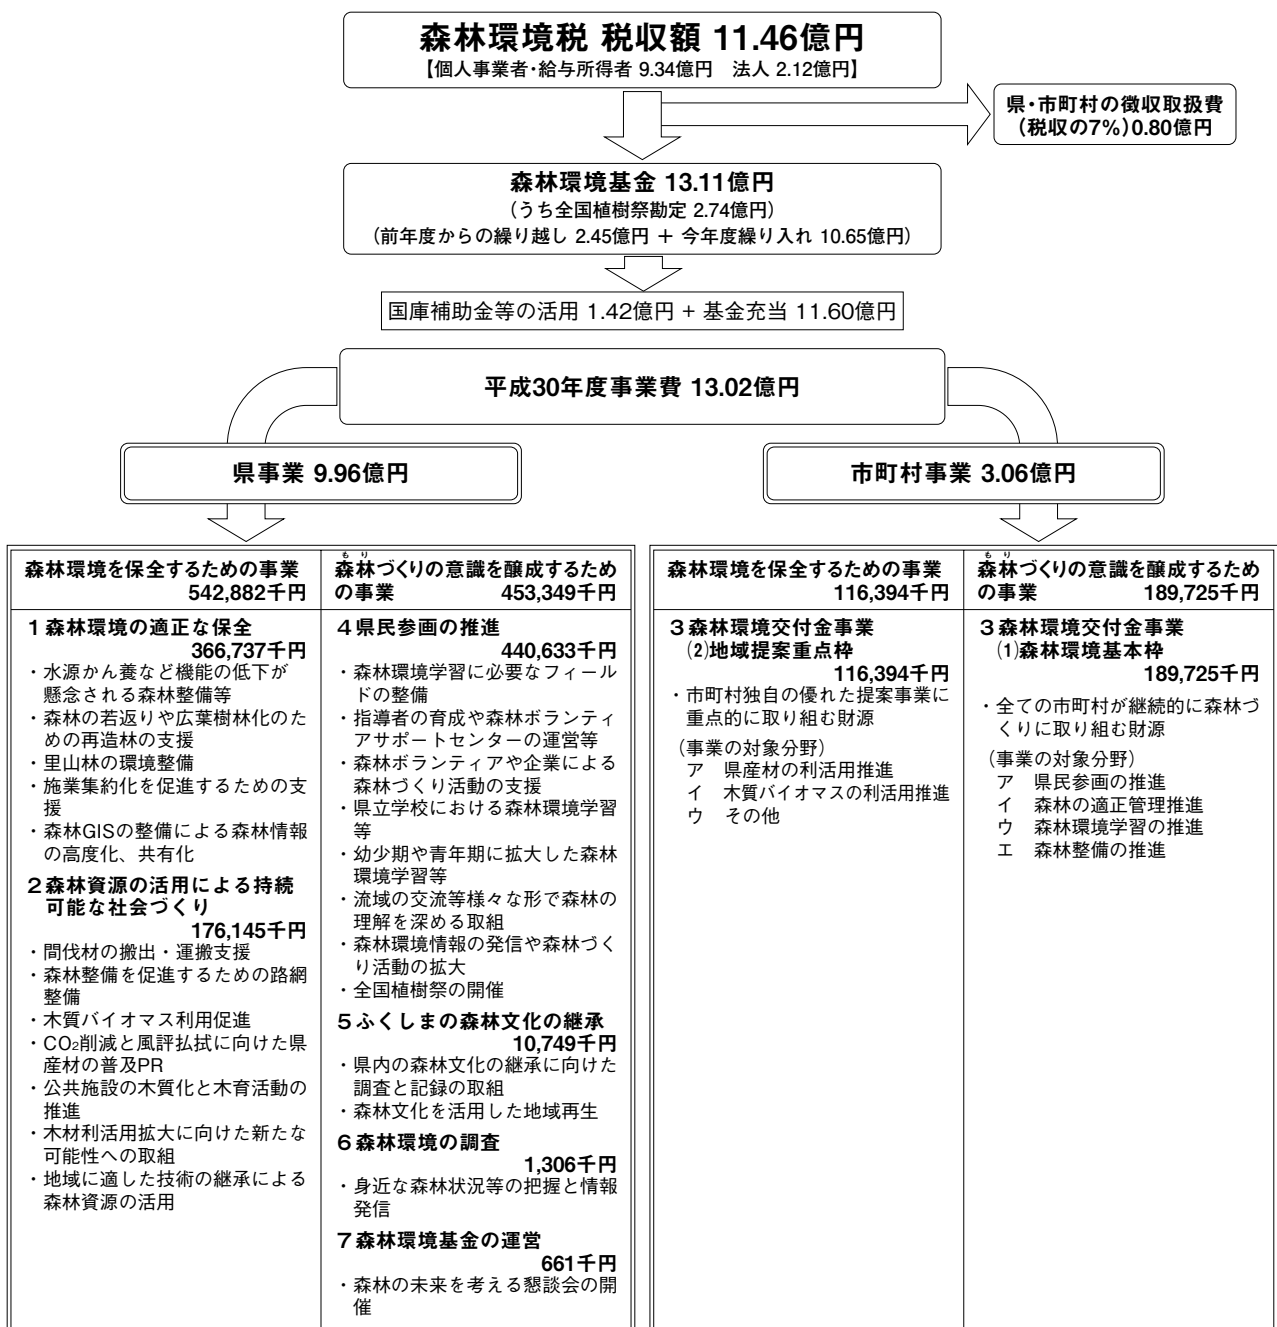 森林環境税 税収額 11.46億円
【個人事業者・給与所得者 9.34億円　法人 2.12億円】
県・市町村の徴収取扱費
(税収の7%)0.80億円
森林環境基金 13.11億円
(うち全国植樹祭勘定 2.74億円)
(前年度からの繰り越し 2.45億円 ＋ 今年度繰り入れ 10.65億円)
国庫補助金等の活用 1.42億円 + 基金充当 11.60億円
平成30年度事業費 13.02億円
県事業 9.96億円
市町村事業 3.06億円
森林環境を保全するための事業
542,882千円
1 森林環境の適正な保全
366,737千円
・水源かん養など機能の低下が
懸念される森林整備等
・森林の若返りや広葉樹林化のた
めの再造林の支援
・里山林の環境整備
・施業集約化を促進するための支
援
・森林GISの整備による森林情報
の高度化、共有化
2 森林資源の活用による持続
可能な社会づくり
176,145千円
・間伐材の搬出・運搬支援
・森林整備を促進するための路網
整備
・木質バイオマス利用促進
・CO₂削減と風評払拭に向けた県
産材の普及PR
・公共施設の木質化と木育活動の
推進
・木材利活用拡大に向けた新たな
可能性への取組
・地域に適した技術の継承による
森林資源の活用
もり
森林づくりの意識を醸成するため
の事業　453,349千円
4 県民参画の推進
440,633千円
・森林環境学習に必要なフィール
ドの整備
・指導者の育成や森林ボランティ
アサポートセンターの運営等
・森林ボランティアや企業による
森林づくり活動の支援
・県立学校における森林環境学習
等
・幼少期や青年期に拡大した森林
環境学習等
・流域の交流等様々な形で森林の
理解を深める取組
・森林環境情報の発信や森林づく
り活動の拡大
・全国植樹祭の開催
5 ふくしまの森林文化の継承
10,749千円
・県内の森林文化の継承に向けた
調査と記録の取組
・森林文化を活用した地域再生
6 森林環境の調査
1,306千円
・身近な森林状況等の把握と情報
発信
7 森林環境基金の運営
661千円
・森林の未来を考える懇談会の開
催
森林環境を保全するための事業
116,394千円
3 森林環境交付金事業
(2)地域提案重点枠
116,394千円
・市町村独自の優れた提案事業に
重点的に取り組む財源
（事業の対象分野）
ア　県産材の利活用推進
イ　木質バイオマスの利活用推進
ウ　その他
もり
森林づくりの意識を醸成するため
の事業　189,725千円
3 森林環境交付金事業
(1)森林環境基本枠
189,725千円
・全ての市町村が継続的に森林づ
くりに取り組む財源
（事業の対象分野）
ア　県民参画の推進
イ　森林の適正管理推進
ウ　森林環境学習の推進
エ　森林整備の推進